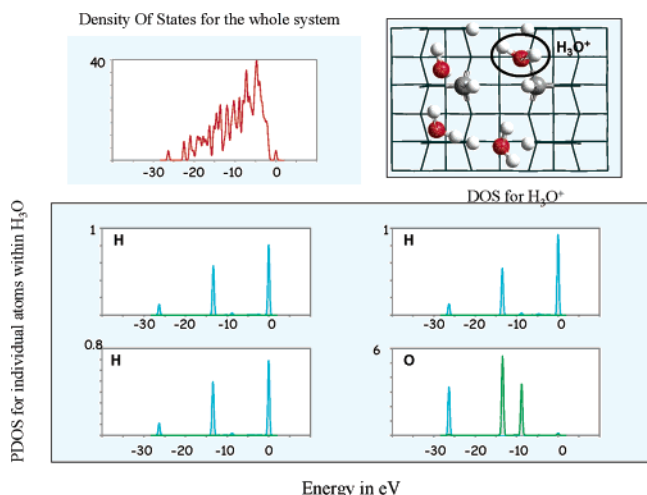 Density Of States for the whole system
40
-30 -20 -10 0
H₃O⁺
DOS for H₃O⁺
PDOS for individual atoms within H₃O
1
H
-30 -20 -10 0
1
H
-30 -20 -10 0
0.8
H
-30 -20 -10 0
6
O
-30 -20 -10 0
Energy in eV